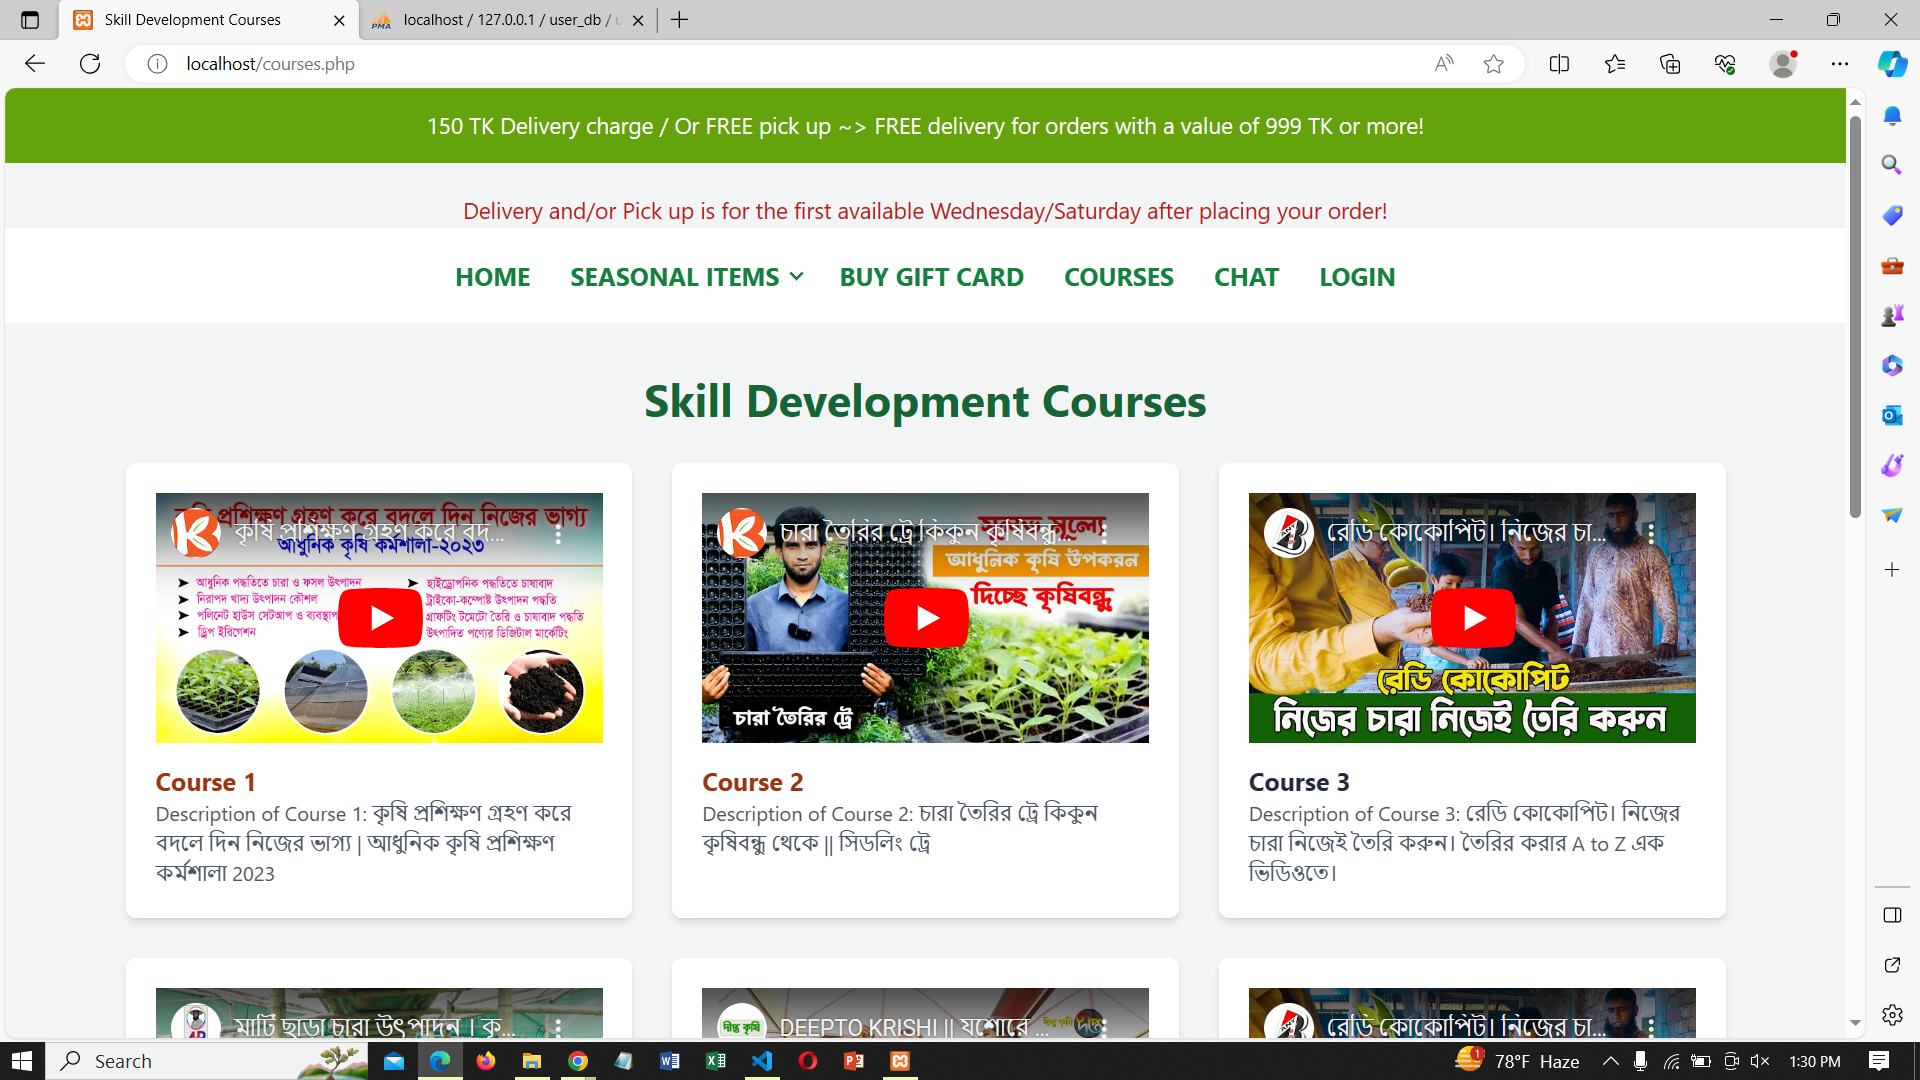 Skill Development Courses
localhost / 127.0.0.1 / user_db / u
localhost/courses.php
150 TK Delivery charge / Or FREE pick up ~> FREE delivery for orders with a value of 999 TK or more!
Delivery and/or Pick up is for the first available Wednesday/Saturday after placing your order!
HOME SEASONAL ITEMS BUY GIFT CARD COURSES CHAT LOGIN
Skill Development Courses
কৃষি প্রশিক্ষণ গ্রহণ করে বদলে দিন নিজের ভাগ্য
কৃষি প্রশিক্ষণ গ্রহণ করে বদ...
আধুনিক কৃষি কর্মশালা-২০২৩
আধুনিক পদ্ধতিতে চারা ও ফসল উৎপাদন
নিরাপদ খাদ্য উৎপাদন কৌশল
পলিনেট হাউস সেটআপ ও
ড্রিপ ইরিগেশন
হাইড্রোপনিক পদ্ধতিতে চাষাবাদ
ট্রাইকো-কম্পোষ্ট উৎপাদন পদ্ধতি
গ্রাফটিং টমেটো তৈরি ও চাষাবাদ পদ্ধতি
উৎপাদিত পণ্যের ডিজিটাল মার্কেটিং
Course 1
Description of Course 1: কৃষি প্রশিক্ষণ গ্রহণ করে
বদলে দিন নিজের ভাগ্য | আধুনিক কৃষি প্রশিক্ষণ
কর্মশালা 2023
চারা তৈরির ট্রে কিকুন কৃষিবন্ধু...
মূল্যে
আধুনিক কৃষি উপকরন
দিচ্ছে কৃষিবন্ধু
চারা তৈরির ট্রে
Course 2
Description of Course 2: চারা তৈরির ট্রে কিকুন
কৃষিবন্ধু থেকে || সিডলিং ট্রে
রেডি কোকোপিট। নিজের চা...
রেডি কোকোপিট
নিজের চারা নিজেই তৈরি করুন
Course 3
Description of Course 3: রেডি কোকোপিট। নিজের
চারা নিজেই তৈরি করুন। তৈরির করার A to Z এক
ভিডিওতে।
মাটি ছাড়া চারা উৎপাদন । কৃ...
দীপ্ত কৃষি
DEEPTO KRISHI || যশোরে ...
রেডি কোকোপিট। নিজের চা...
Search
78°F Haze
1:30 PM